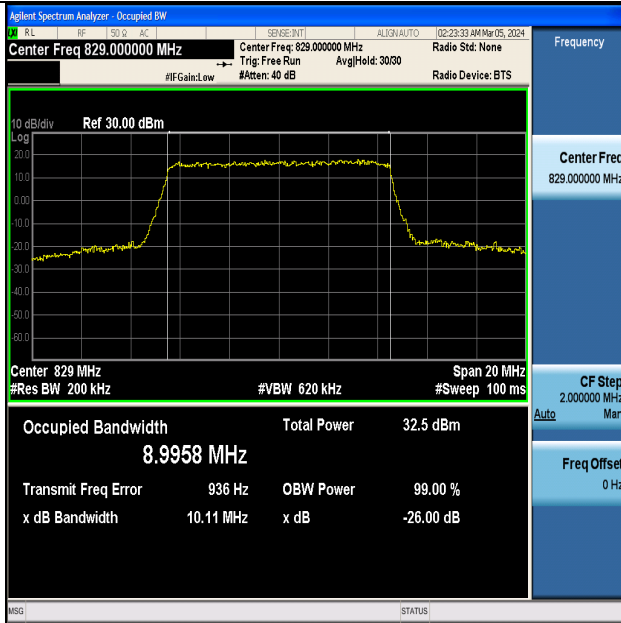 Agilent Spectrum Analyzer - Occupied BW
RL RF 50 Ω AC SENSE:INT ALIGN AUTO 02:23:33 AM Mar 05, 2024
Center Freq 829.000000 MHz Center Freq: 829.000000 MHz Radio Std: None Frequency
Trig: Free Run Avg|Hold: 30/30
#IFGain:Low #Atten: 40 dB Radio Device: BTS
10 dB/div Ref 30.00 dBm
Log
20.0
10.0
0.00
-10.0
-20.0
-30.0
-40.0
-50.0
-60.0
Center Freq
829.000000 MHz
Center 829 MHz Span 20 MHz
#Res BW 200 kHz #VBW 620 kHz #Sweep 100 ms
CF Step
2.000000 MHz
Auto Man
Occupied Bandwidth Total Power 32.5 dBm
8.9958 MHz
Transmit Freq Error 936 Hz OBW Power 99.00 %
x dB Bandwidth 10.11 MHz x dB -26.00 dB
Freq Offset
0 Hz
MSG STATUS